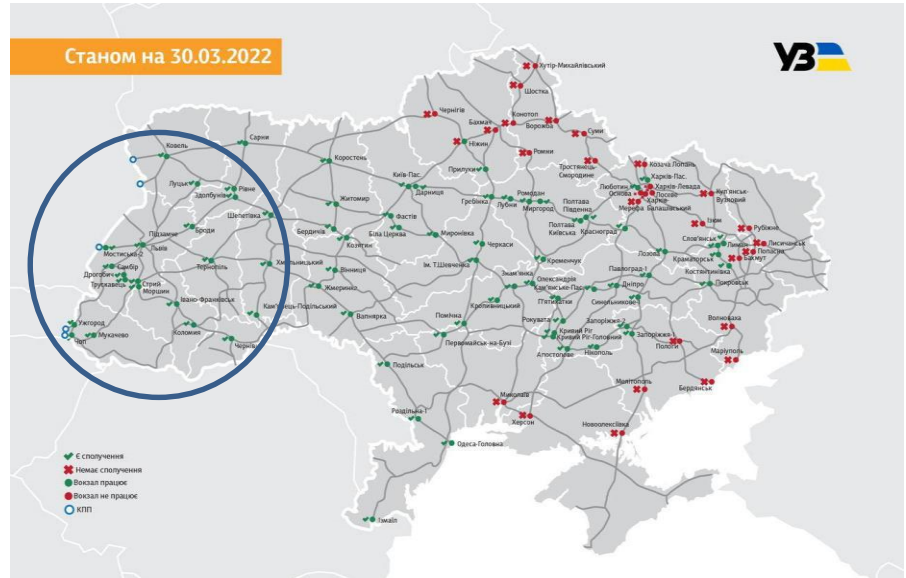 Станом на 30.03.2022
УЗ
Хутір-Михайлівський
Шостка
Чернігів
Конотоп
Бахмач
Ворожба
Суми
Ніжин
Ромни
Сарни
Ковель
Коростень
Прилуки
Тростянець-
Смородине
Козача Лопань
Київ-Пас.
Харків-Пас.
Луцьк
Рівне
Дарниця
Ромодан
Люботин
Харків-Левада
Основа
Лосєве
Куп'янськ-
Вузловий
Здолбунів
Житомир
Гребінка
Лубни
Миргород
Полтава
Південна
Мерефа
Харків-
Балашівський
Шепетівка
Фастів
Полтава
Київська
Красноград
Ізюм
Рубіжне
Підзамче
Броди
Бердичів
Біла Церква
Миронівка
Слов'янськ
Лиман
Лисичанськ
Львів
Козятин
Черкаси
Попасна
Мостиська-2
Лозова
Краматорськ
Бахмут
Самбір
Тернопіль
Хмельницький
Вінниця
ім. Т.Шевченка
Кременчук
Костянтинівка
Дрогобич
Знам'янка
Олександрія
Павлоград-1
Покровськ
Трускавець
Стрий
Моршин
Жмеринка
Кам'янське-Пас.
Дніпро
Івано-Франківськ
Кам'янець-Подільський
Кропивницький
П'ятихатки
Синельникове
Ужгород
Вапнярка
Помічна
Рокувата
Запоріжжя-2
Волноваха
Чоп
Мукачево
Коломия
Кривий Ріг
Запоріжжя-1
Чернівці
Первомайськ-на-Бузі
Кривий Ріг-Головний
Пологи
Апостолове
Нікополь
Маріуполь
Подільськ
Мелітополь
Бердянськ
Миколаїв
Роздільна-1
Херсон
Новоолексіївка
Одеса-Головна
Ізмаїл
Є сполучення
Немає сполучення
Вокзал працює
Вокзал не працює
КПП